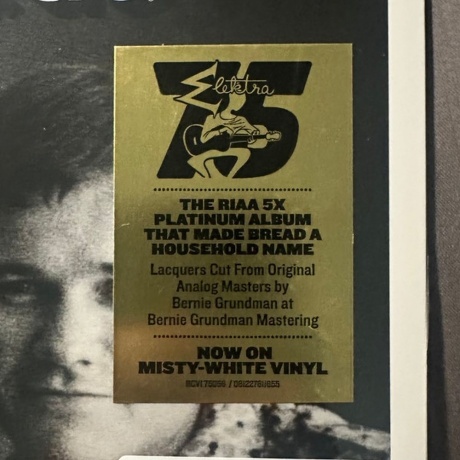 Elektra
75
THE RIAA 5X
PLATINUM ALBUM
THAT MADE BREAD A
HOUSEHOLD NAME
Lacquers Cut From Original
Analog Masters by
Bernie Grundman at
Bernie Grundman Mastering
NOW ON
MISTY-WHITE VINYL